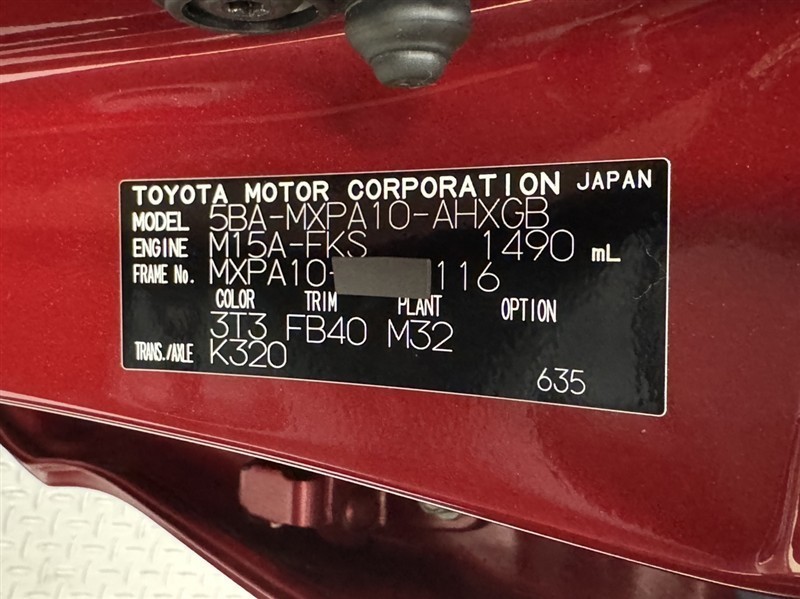 TOYOTA MOTOR CORPORATION JAPAN
MODEL 5BA-MXPA10-AHXGB
ENGINE M15A-FKS 1490 mL
FRAME No. MXPA10- 116
COLOR TRIM PLANT OPTION
3T3 FB40 M32
TRANS./AXLE K320
635